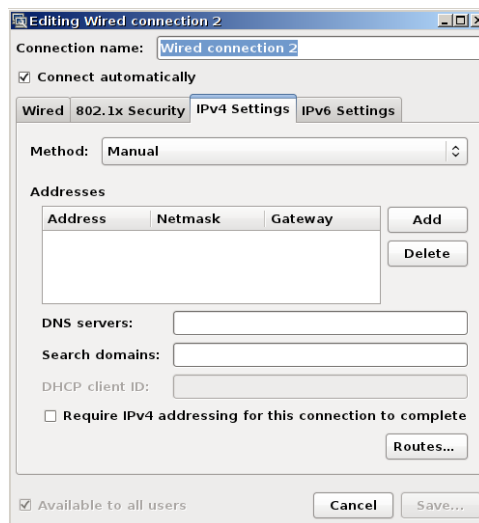 Editing Wired connection 2
Connection name: Wired connection 2
Connect automatically
Wired 802.1x Security IPv4 Settings IPv6 Settings
Method: Manual
Addresses
Address Netmask Gateway Add
Delete
DNS servers:
Search domains:
DHCP client ID:
Require IPv4 addressing for this connection to complete
Routes...
Available to all users Cancel Save...